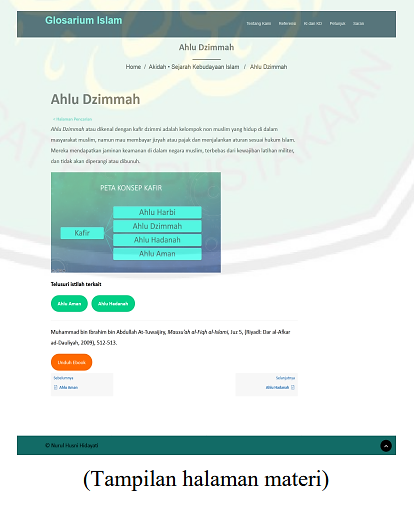 Glosarium Islam
Tentang Kami Referensi KI dan KD Petunjuk Saran
Ahlu Dzimmah
Home / Akidah • Sejarah Kebudayaan Islam / Ahlu Dzimmah
Ahlu Dzimmah
« Halaman Pencarian
Ahlu Dzimmah atau dikenal dengan kafir dzimmi adalah kelompok non muslim yang hidup di dalam
masyarakat muslim, namun mau membayar jizyah atau pajak dan menjalankan aturan sesuai hukum Islam.
Mereka mendapatkan jaminan keamanan di dalam negara muslim, terbebas dari kewajiban latihan militer,
dan tidak akan diperangi atau dibunuh.
PETA KONSEP KAFIR
Kafir
Ahlu Harbi
Ahlu Dzimmah
Ahlu Hadanah
Ahlu Aman
Telusuri istilah terkait
Ahlu Aman Ahlu Hadanah
Muhammad bin Ibrahim bin Abdullah At-Tuwaijiry, Mausu'ah al-Fiqh al-Islami, Juz 5, (Riyadl: Dar al-Afkar
ad-Dauliyah, 2009), 512-513.
Unduh Ebook
Sebelumnya Selanjutnya
Ahlu Aman Ahlu Hadanah
© Nurul Husni Hidayati
(Tampilan halaman materi)